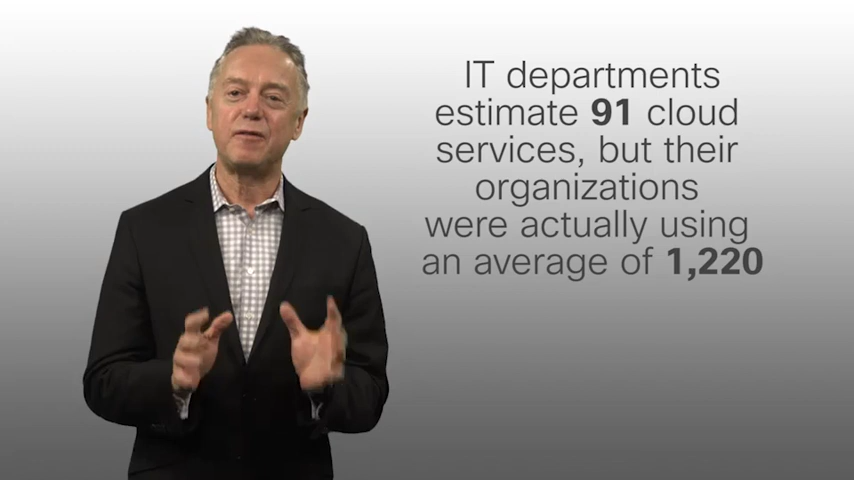 IT departments
estimate 91 cloud
services, but their
organizations
were actually using
an average of 1,220